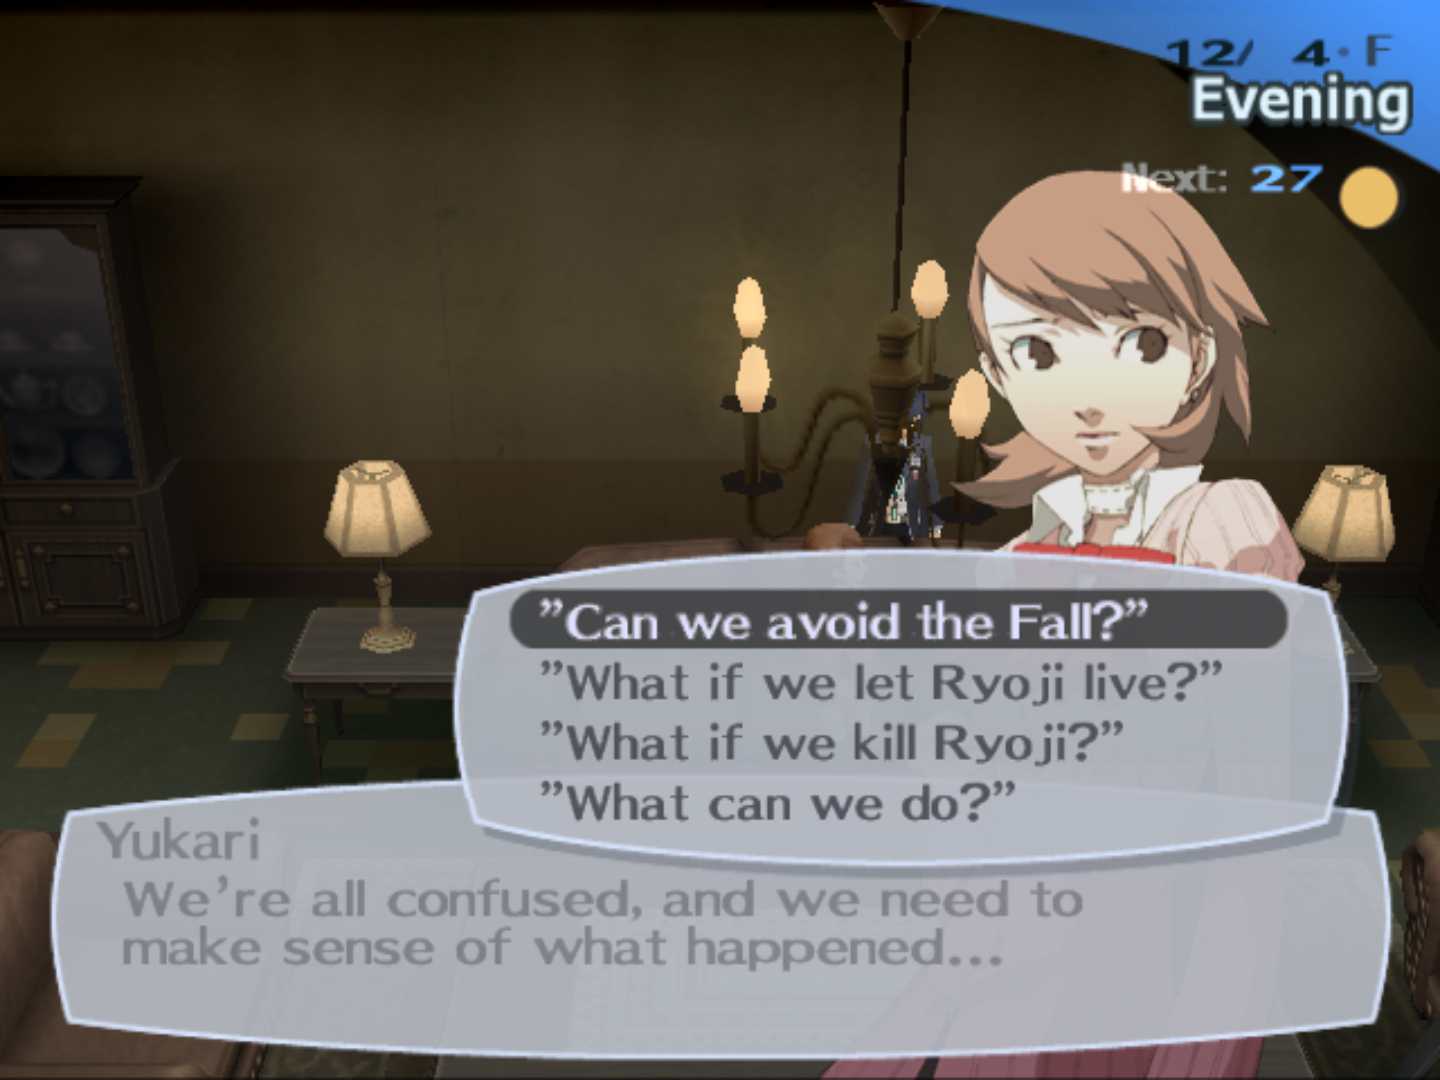 12/ 4・F
Evening
Next: 27
”Can we avoid the Fall?”
”What if we let Ryoji live?”
”What if we kill Ryoji?”
”What can we do?”
Yukari
We’re all confused, and we need to
make sense of what happened...